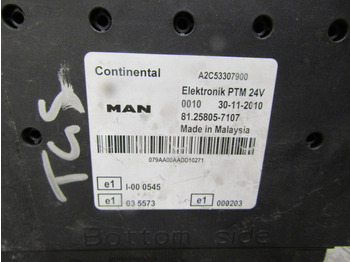 Continental A2C53307900
Elektronik PTM 24V
MAN 0010 30-11-2010
81.25805-7107
Made in Malaysia
079AA00AADD10271
e1 I-00 0545
e1 03 5573 e1 000203
Bottom side
TGS